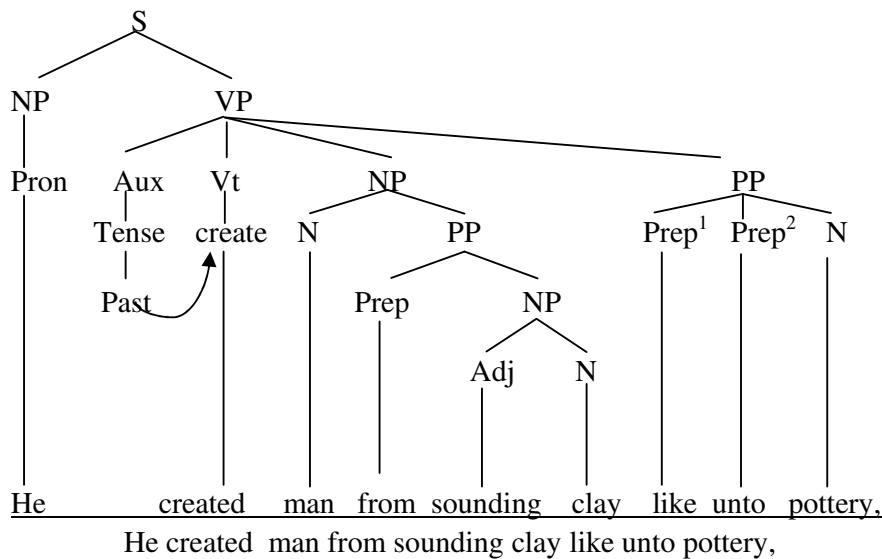 S
NP VP
Pron Aux Vt NP PP
Tense create N PP Prep¹ Prep² N
Past Prep NP
Adj N
He created man from sounding clay like unto pottery,
He created man from sounding clay like unto pottery,